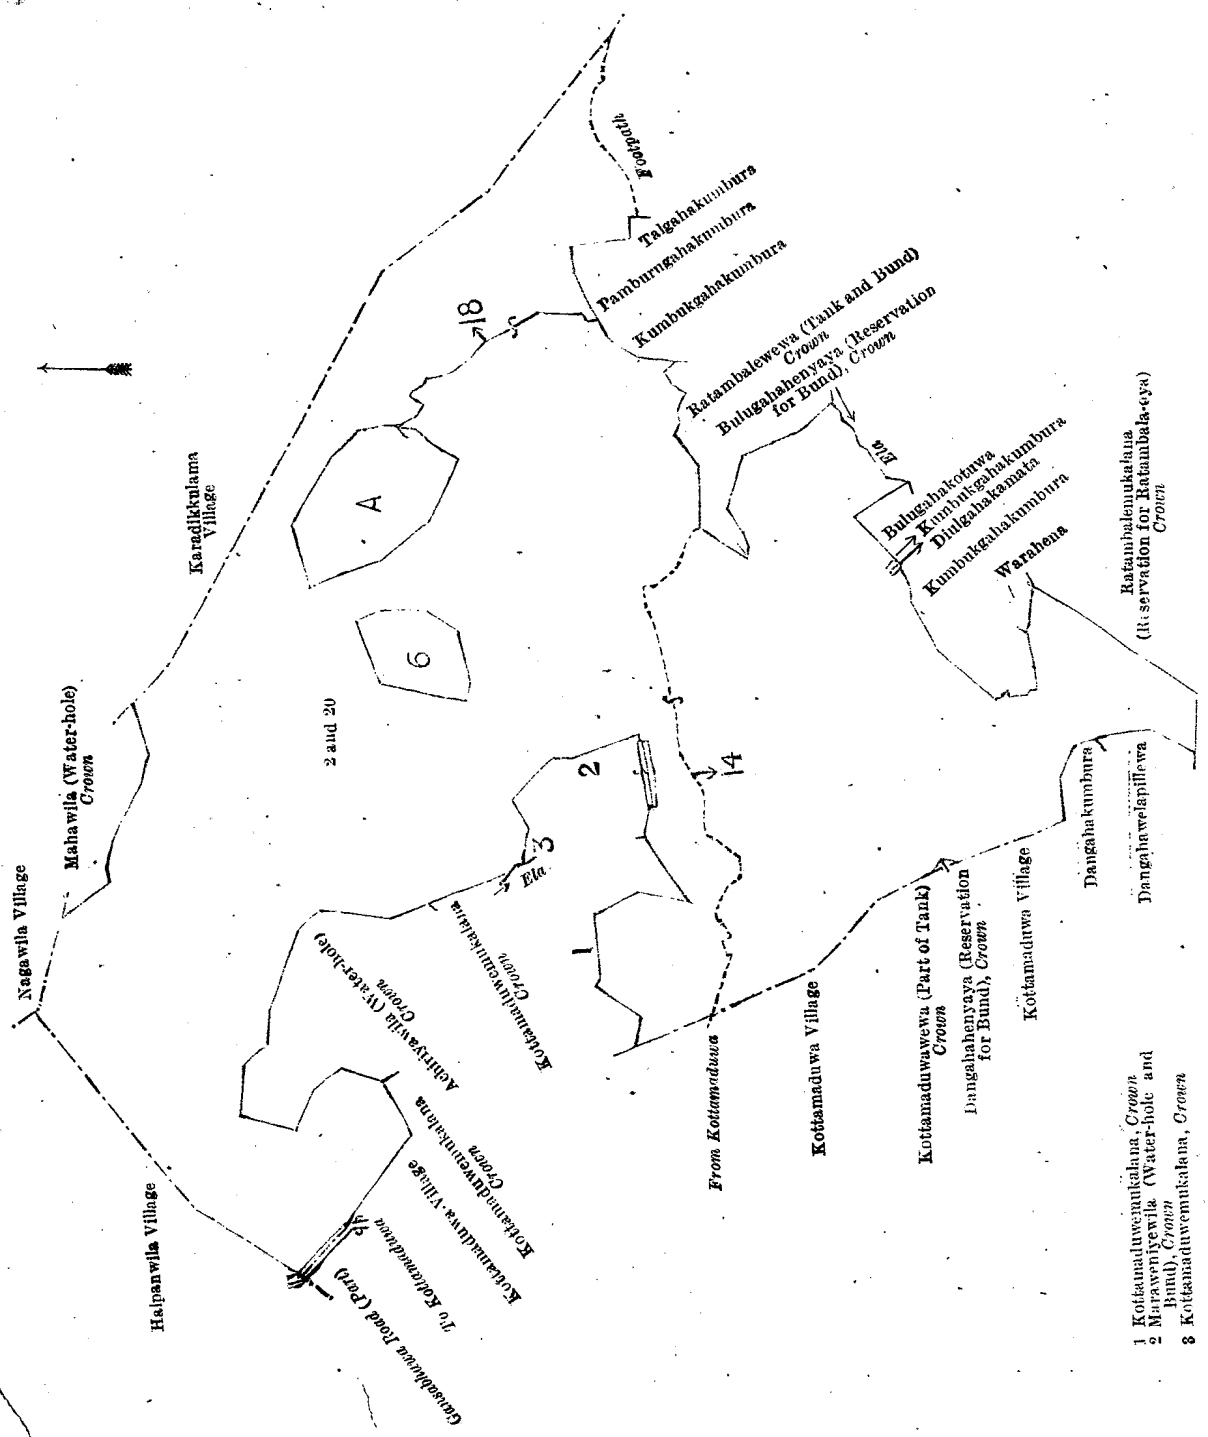 Nagawila Village
Mahawila (Water-hole)
Crown
Karadikkulama
Village
Halpanwila Village
2 and 20
A
6
18
2
3
1
14
Ela
Footpath
Talgahakumbura
Pamburugahakumbura
Kumbukgahakumbura
Ratambalewewa (Tank and Bund)
Crown
Bulugahahenyaya (Reservation
for Bund), Crown
Ela
Bulugahakotuwa
Kumbukgahakumbura
Diulgahakamata
Kumbukgahakumbura
Warahena
Ratambalemukalana
(Reservation for Ratambala-oya)
Crown
Kottamaduwemukalana
Crown
Achiriyawila (Water-hole)
Crown
Kottamaduwemukalana
Crown
Kottamaduwa Village
To Kottamaduwa
Gansabhawa Road (Part)
From Kottamaduwa
Kottamaduwa Village
Kottamaduwawewa (Part of Tank)
Crown
Dangahahenyaya (Reservation
for Bund), Crown
Kottamaduwa Village
Dangahakumbura
Dangahawelapillewa
1 Kottamaduwemukalana, Crown
2 Maraweniyewila (Water-hole and
Bund), Crown
3 Kottamaduwemukalana, Crown